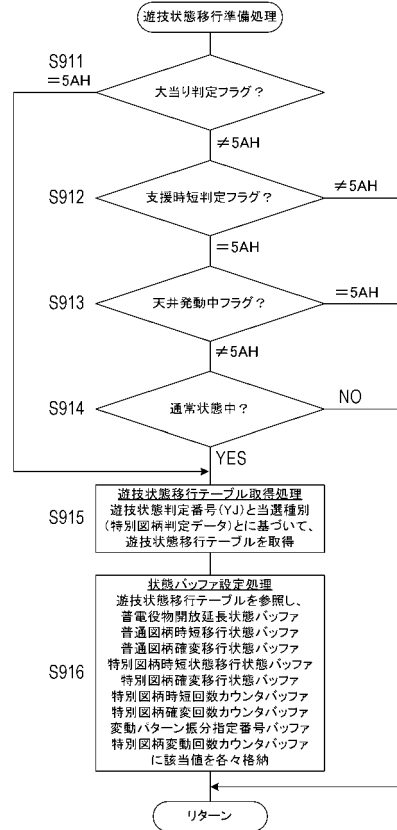 遊技状態移行準備処理
S911
=5AH
大当り判定フラグ?
≠5AH
S912
支援時短判定フラグ?
≠5AH
=5AH
S913
天井発動中フラグ?
=5AH
≠5AH
S914
通常状態中?
NO
YES
S915
遊技状態移行テーブル取得処理
遊技状態判定番号(YJ)と当選種別
(特別図柄判定データ)とに基づいて、
遊技状態移行テーブルを取得
S916
状態バッファ設定処理
遊技状態移行テーブルを参照し、
普電役物開放延長状態バッファ
普通図柄時短移行状態バッファ
普通図柄確変移行状態バッファ
特別図柄時短状態移行状態バッファ
特別図柄確変移行状態バッファ
特別図柄時短回数カウンタバッファ
特別図柄確変回数カウンタバッファ
変動パターン振分指定番号バッファ
特別図柄変動回数カウンタバッファ
に該当値を各々格納
リターン